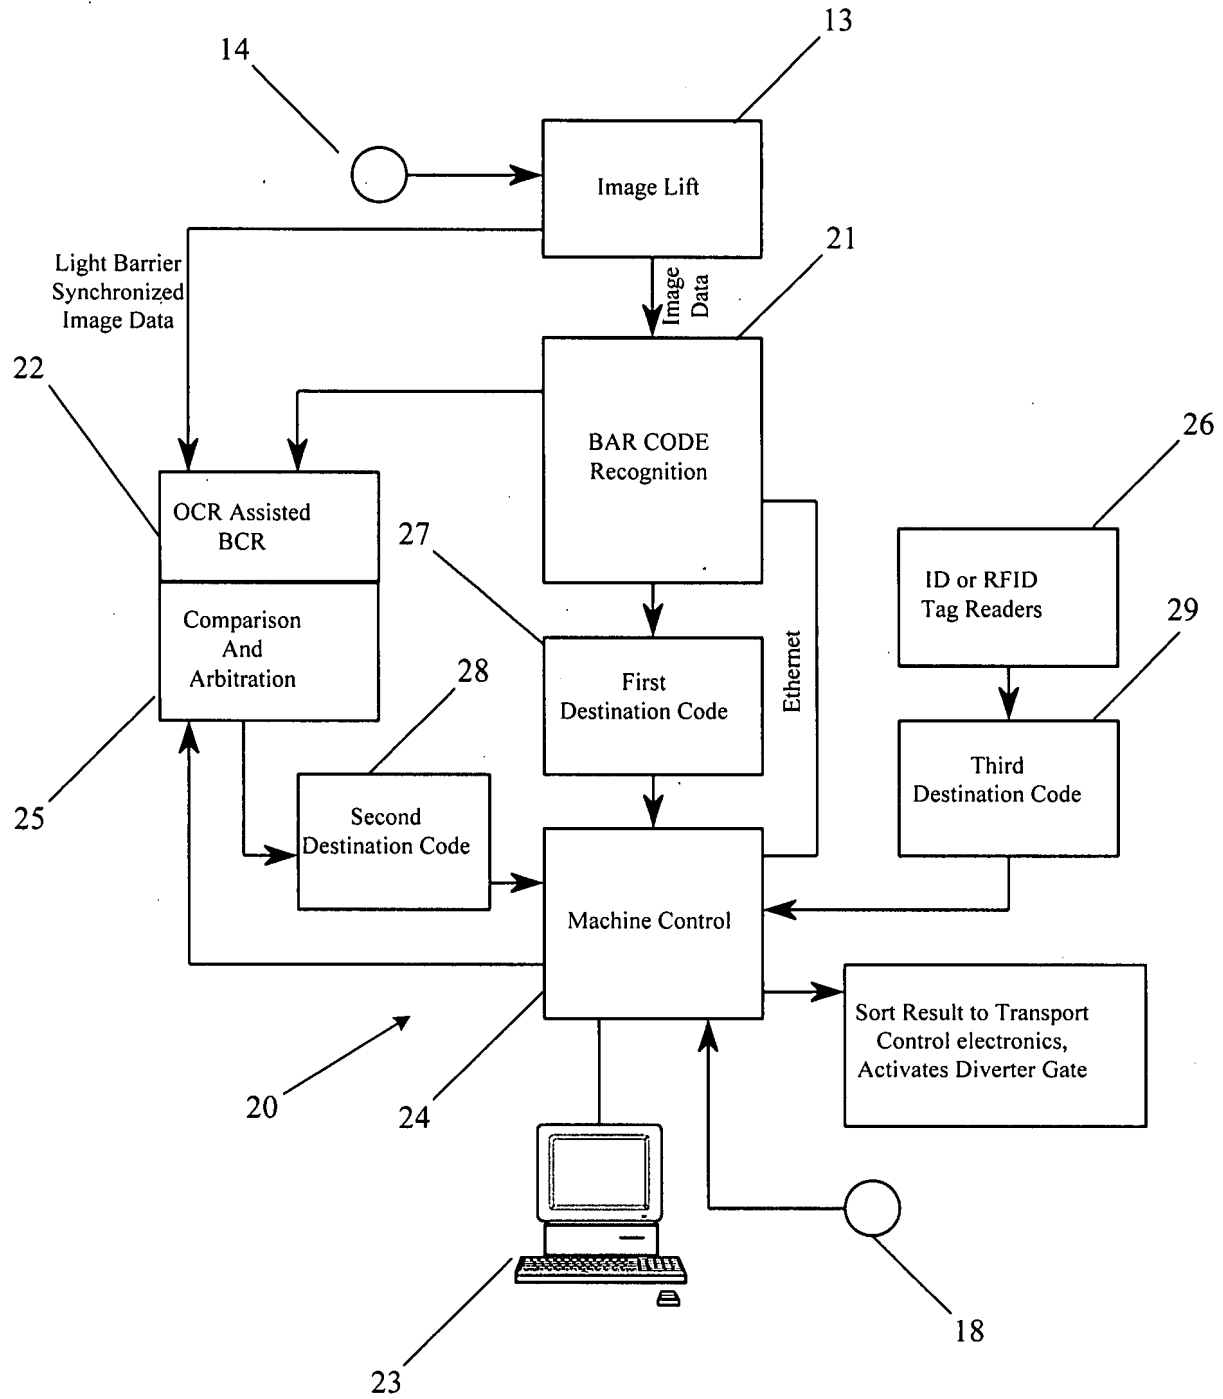 14
13
Image Lift
21
Light Barrier
Synchronized
Image Data
Image
Data
22
BAR CODE
Recognition
26
OCR Assisted
BCR
27
ID or RFID
Tag Readers
29
Comparison
And
Arbitration
28
First
Destination Code
Ethernet
25
Second
Destination Code
Third
Destination Code
Machine Control
20
24
Sort Result to Transport
Control electronics,
Activates Diverter Gate
23
18